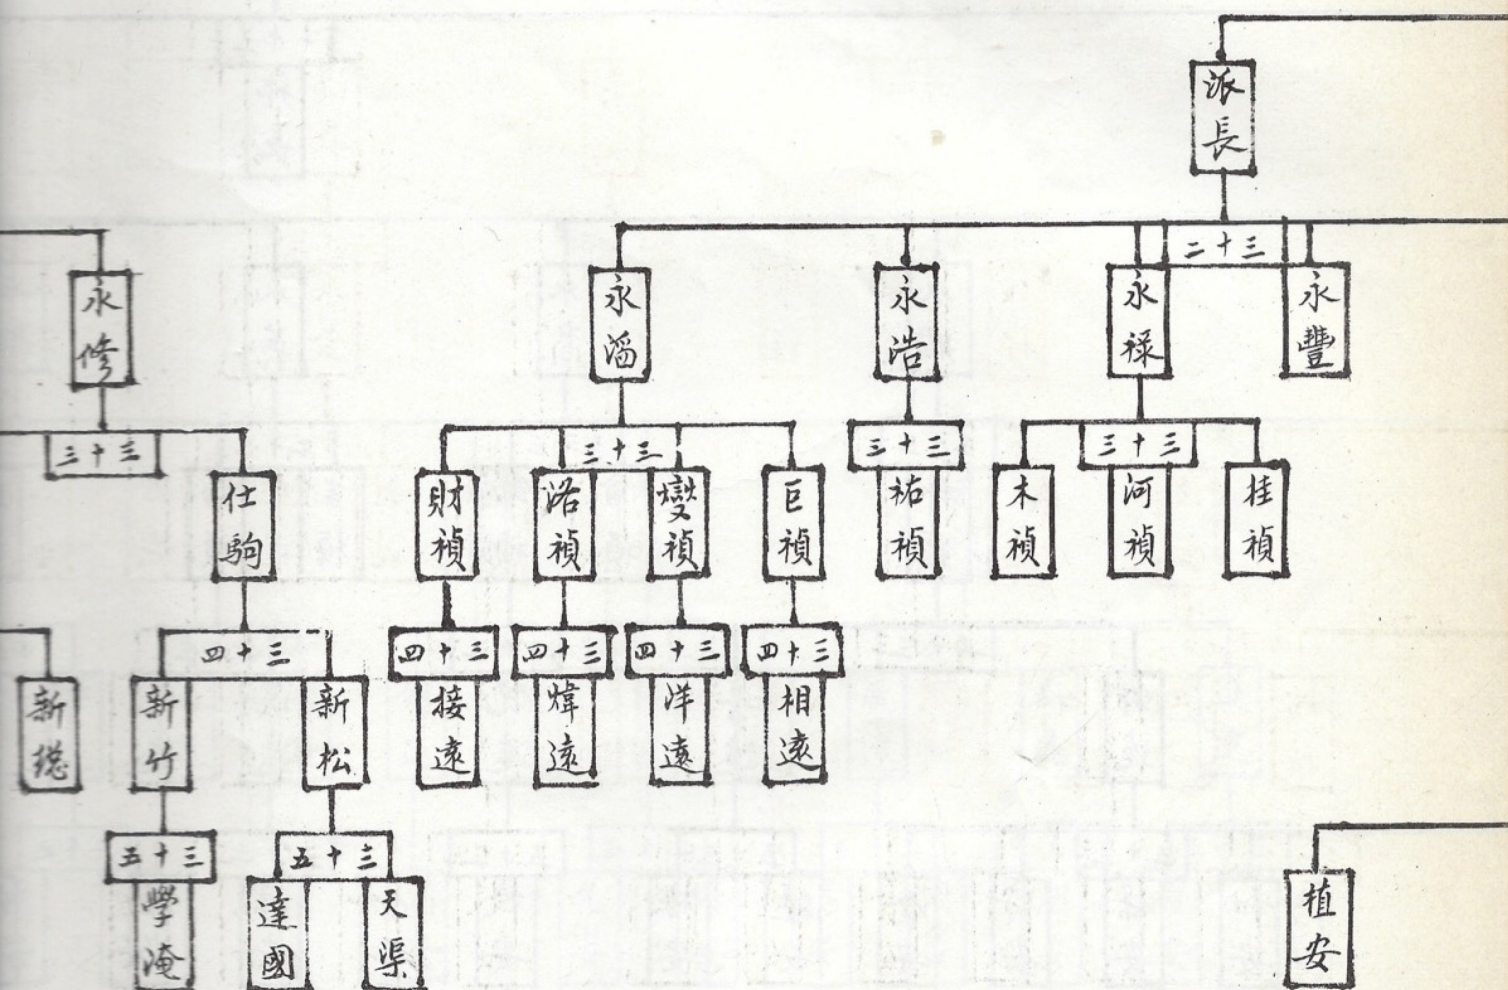 派長
三十二
永豐
永祿
永浩
永滔
永修
三十三
三十三
三十三
三十三
桂禎
河禎
木禎
祐禎
巨禎
燮禎
洛禎
財禎
仕駒
三十四
三十四
三十四
三十四
三十四
相遠
洋遠
煒遠
接遠
新松
新竹
新總
三十五
三十五
植安
天渠
達國
學淹